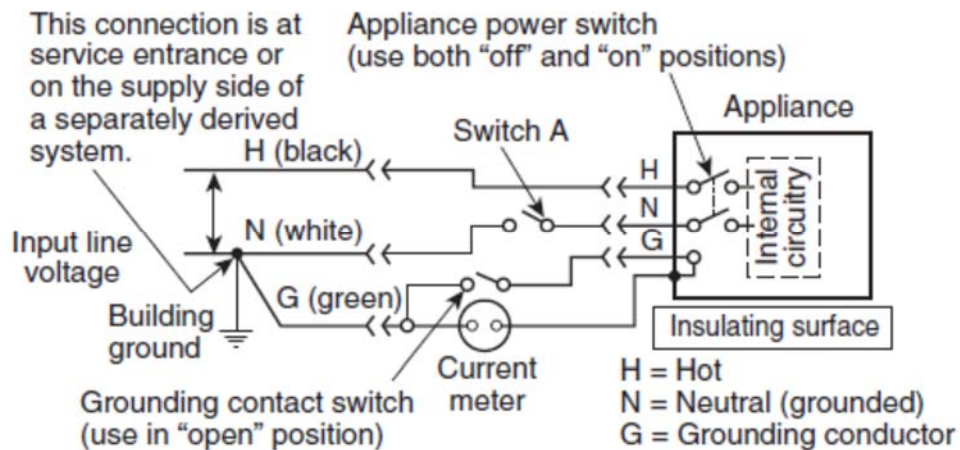 This connection is at
service entrance or
on the supply side of
a separately derived
system.
Appliance power switch
(use both “off” and “on” positions)
Appliance
Switch A
H (black)
H
N
G
Internal
circuitry
N (white)
Input line
voltage
G (green)
Building
ground
Insulating surface
Current
meter
Grounding contact switch
(use in “open” position)
H = Hot
N = Neutral (grounded)
G = Grounding conductor